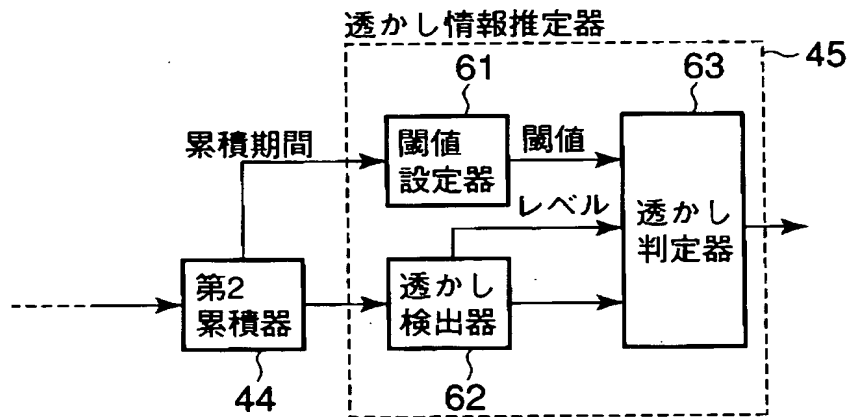 透かし情報推定器
45
61
63
累積期間
閾値
設定器
閾値
レベル
透かし
判定器
第2
累積器
透かし
検出器
44
62